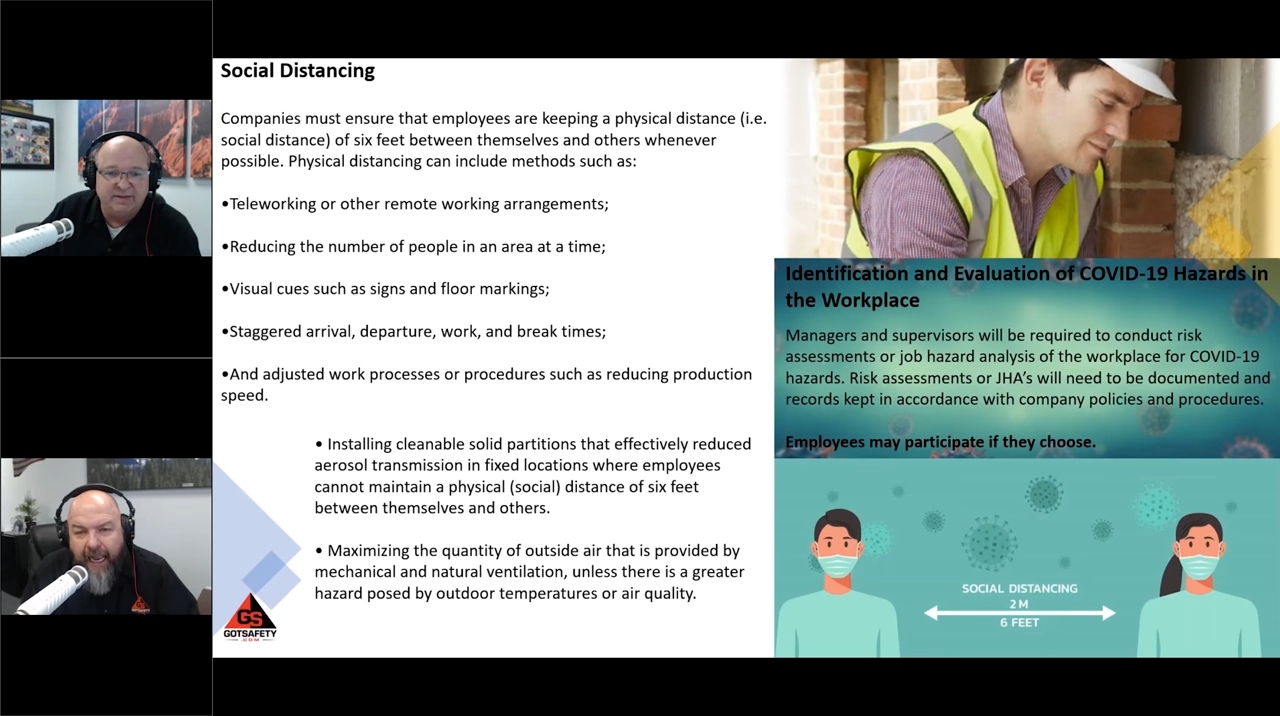 Social Distancing
Companies must ensure that employees are keeping a physical distance (i.e.
social distance) of six feet between themselves and others whenever
possible. Physical distancing can include methods such as:
•Teleworking or other remote working arrangements;
•Reducing the number of people in an area at a time;
•Visual cues such as signs and floor markings;
•Staggered arrival, departure, work, and break times;
•And adjusted work processes or procedures such as reducing production
speed.
• Installing cleanable solid partitions that effectively reduced
aerosol transmission in fixed locations where employees
cannot maintain a physical (social) distance of six feet
between themselves and others.
• Maximizing the quantity of outside air that is provided by
mechanical and natural ventilation, unless there is a greater
hazard posed by outdoor temperatures or air quality.
GS
GOTSAFETY
.COM
Identification and Evaluation of COVID-19 Hazards in
the Workplace
Managers and supervisors will be required to conduct risk
assessments or job hazard analysis of the workplace for COVID-19
hazards. Risk assessments or JHA’s will need to be documented and
records kept in accordance with company policies and procedures.
Employees may participate if they choose.
SOCIAL DISTANCING
2 M
6 FEET
GS